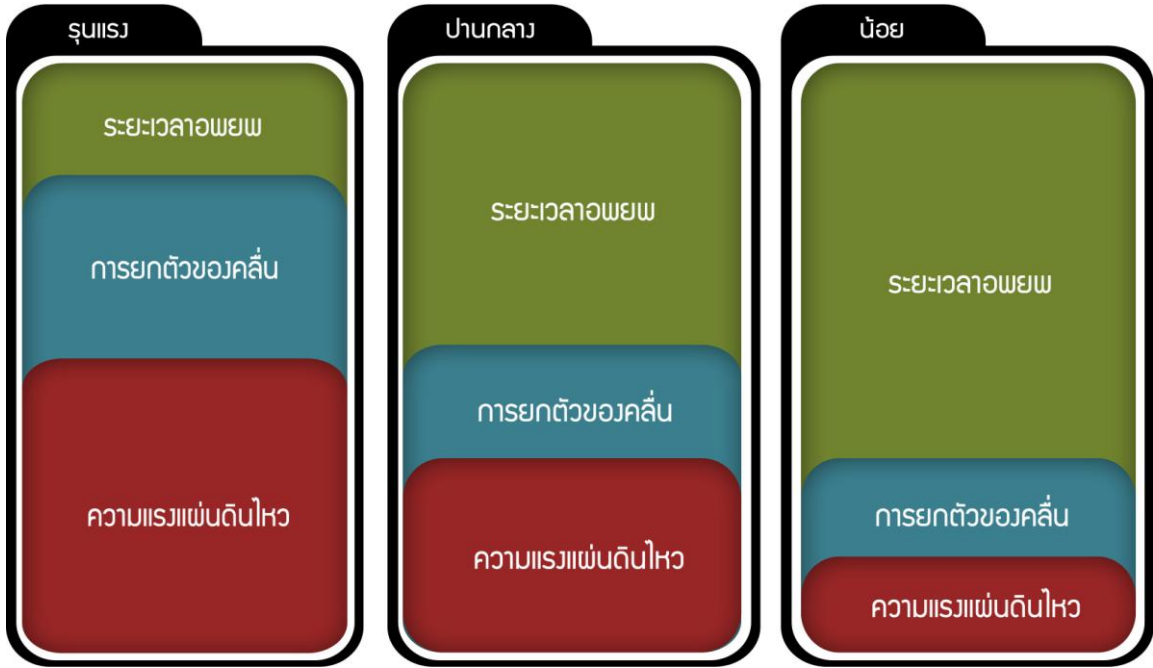 รุนแรง
ระยะเวลาอพยพ
การยกตัวของคลื่น
ความแรงแผ่นดินไหว
ปานกลาง
ระยะเวลาอพยพ
การยกตัวของคลื่น
ความแรงแผ่นดินไหว
น้อย
ระยะเวลาอพยพ
การยกตัวของคลื่น
ความแรงแผ่นดินไหว